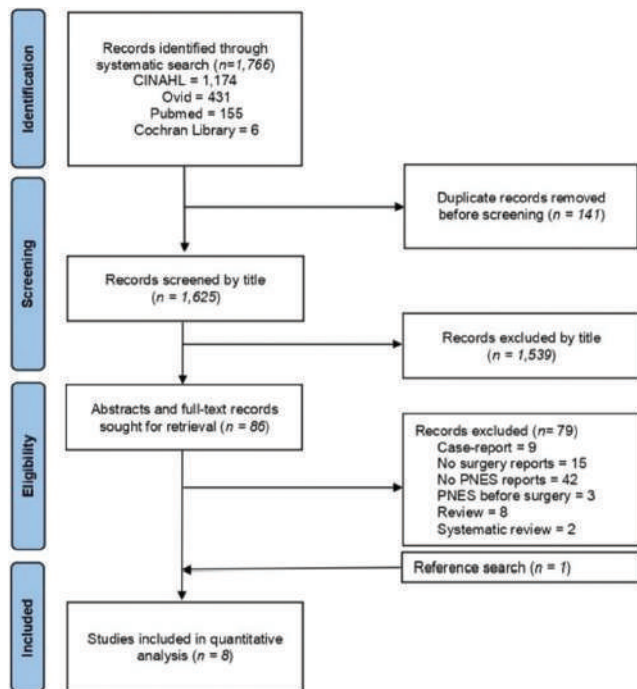 Identification
Records identified through
systematic search (n=1,766)
CINAHL = 1,174
Ovid = 431
Pubmed = 155
Cochran Library = 6
Duplicate records removed
before screening (n = 141)
Screening
Records screened by title
(n = 1,625)
Records excluded by title
(n = 1,539)
Eligibility
Abstracts and full-text records
sought for retrieval (n = 86)
Records excluded (n= 79)
Case-report = 9
No surgery reports = 15
No PNES reports = 42
PNES before surgery = 3
Review = 8
Systematic review = 2
Reference search (n = 1)
Included
Studies included in quantitative
analysis (n = 8)